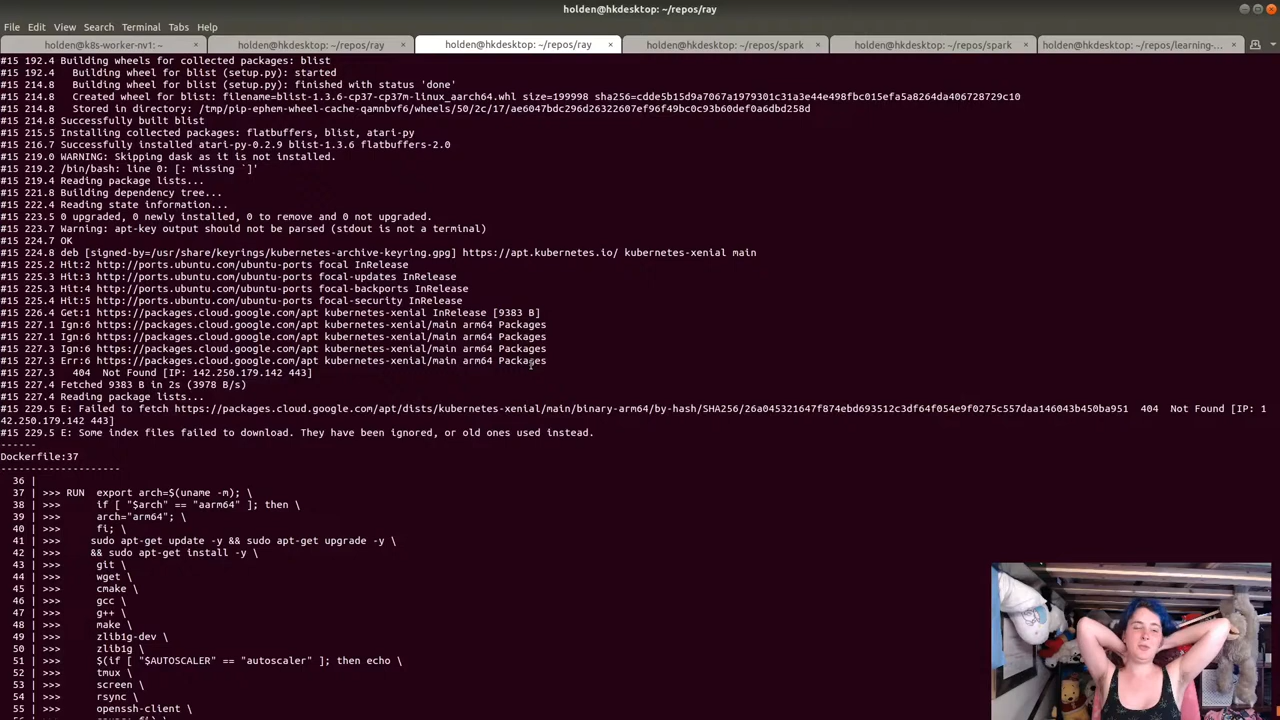 holden@hkdesktop: ~/repos/ray
File Edit View Search Terminal Tabs Help
holden@k8s-worker-nv1: ~ × holden@hkdesktop: ~/repos/ray × holden@hkdesktop: ~/repos/ray × holden@hkdesktop: ~/repos/spark × holden@hkdesktop: ~/repos/spark × holden@hkdesktop: ~/repos/learning-... ×
#15 192.4 Building wheels for collected packages: blist
#15 192.4   Building wheel for blist (setup.py): started
#15 214.8   Building wheel for blist (setup.py): finished with status 'done'
#15 214.8   Created wheel for blist: filename=blist-1.3.6-cp37-cp37m-linux_aarch64.whl size=199998 sha256=cdde5b15d9a7067a1979301c31a3e44e498fbc015efa5a8264da406728729c10
#15 214.8   Stored in directory: /tmp/pip-ephem-wheel-cache-qamnbvf6/wheels/50/2c/17/ae6047bdc296d26322607ef96f49bc0c93b60def0a6dbd258d
#15 214.8 Successfully built blist
#15 215.5 Installing collected packages: flatbuffers, blist, atari-py
#15 216.7 Successfully installed atari-py-0.2.9 blist-1.3.6 flatbuffers-2.0
#15 219.0 WARNING: Skipping dask as it is not installed.
#15 219.2 /bin/bash: line 0: [: missing `]'
#15 219.4 Reading package lists...
#15 221.8 Building dependency tree...
#15 222.4 Reading state information...
#15 223.5 0 upgraded, 0 newly installed, 0 to remove and 0 not upgraded.
#15 223.7 Warning: apt-key output should not be parsed (stdout is not a terminal)
#15 224.7 OK
#15 224.8 deb [signed-by=/usr/share/keyrings/kubernetes-archive-keyring.gpg] https://apt.kubernetes.io/ kubernetes-xenial main
#15 225.2 Hit:2 http://ports.ubuntu.com/ubuntu-ports focal InRelease
#15 225.3 Hit:3 http://ports.ubuntu.com/ubuntu-ports focal-updates InRelease
#15 225.4 Hit:4 http://ports.ubuntu.com/ubuntu-ports focal-backports InRelease
#15 225.4 Hit:5 http://ports.ubuntu.com/ubuntu-ports focal-security InRelease
#15 226.4 Get:1 https://packages.cloud.google.com/apt kubernetes-xenial InRelease [9383 B]
#15 227.1 Ign:6 https://packages.cloud.google.com/apt kubernetes-xenial/main arm64 Packages
#15 227.1 Ign:6 https://packages.cloud.google.com/apt kubernetes-xenial/main arm64 Packages
#15 227.3 Ign:6 https://packages.cloud.google.com/apt kubernetes-xenial/main arm64 Packages
#15 227.3 Err:6 https://packages.cloud.google.com/apt kubernetes-xenial/main arm64 Packages
#15 227.3   404  Not Found [IP: 142.250.179.142 443]
#15 227.4 Fetched 9383 B in 2s (3978 B/s)
#15 227.4 Reading package lists...
#15 229.5 E: Failed to fetch https://packages.cloud.google.com/apt/dists/kubernetes-xenial/main/binary-arm64/by-hash/SHA256/26a045321647f874ebd693512c3df64f054e9f0275c557daa146043b450ba951  404  Not Found [IP: 1
42.250.179.142 443]
#15 229.5 E: Some index files failed to download. They have been ignored, or old ones used instead.
------
Dockerfile:37
--------------------
  36 |
  37 | >>> RUN  export arch=$(uname -m); \
  38 | >>>      if [ "$arch" == "aarm64" ]; then \
  39 | >>>      arch="arm64"; \
  40 | >>>      fi; \
  41 | >>>     sudo apt-get update -y && sudo apt-get upgrade -y \
  42 | >>>     && sudo apt-get install -y \
  43 | >>>      git \
  44 | >>>      wget \
  45 | >>>      cmake \
  46 | >>>      gcc \
  47 | >>>      g++ \
  48 | >>>      make \
  49 | >>>      zlib1g-dev \
  50 | >>>      zlib1g \
  51 | >>>      $(if [ "$AUTOSCALER" == "autoscaler" ]; then echo \
  52 | >>>      tmux \
  53 | >>>      screen \
  54 | >>>      rsync \
  55 | >>>      openssh-client \